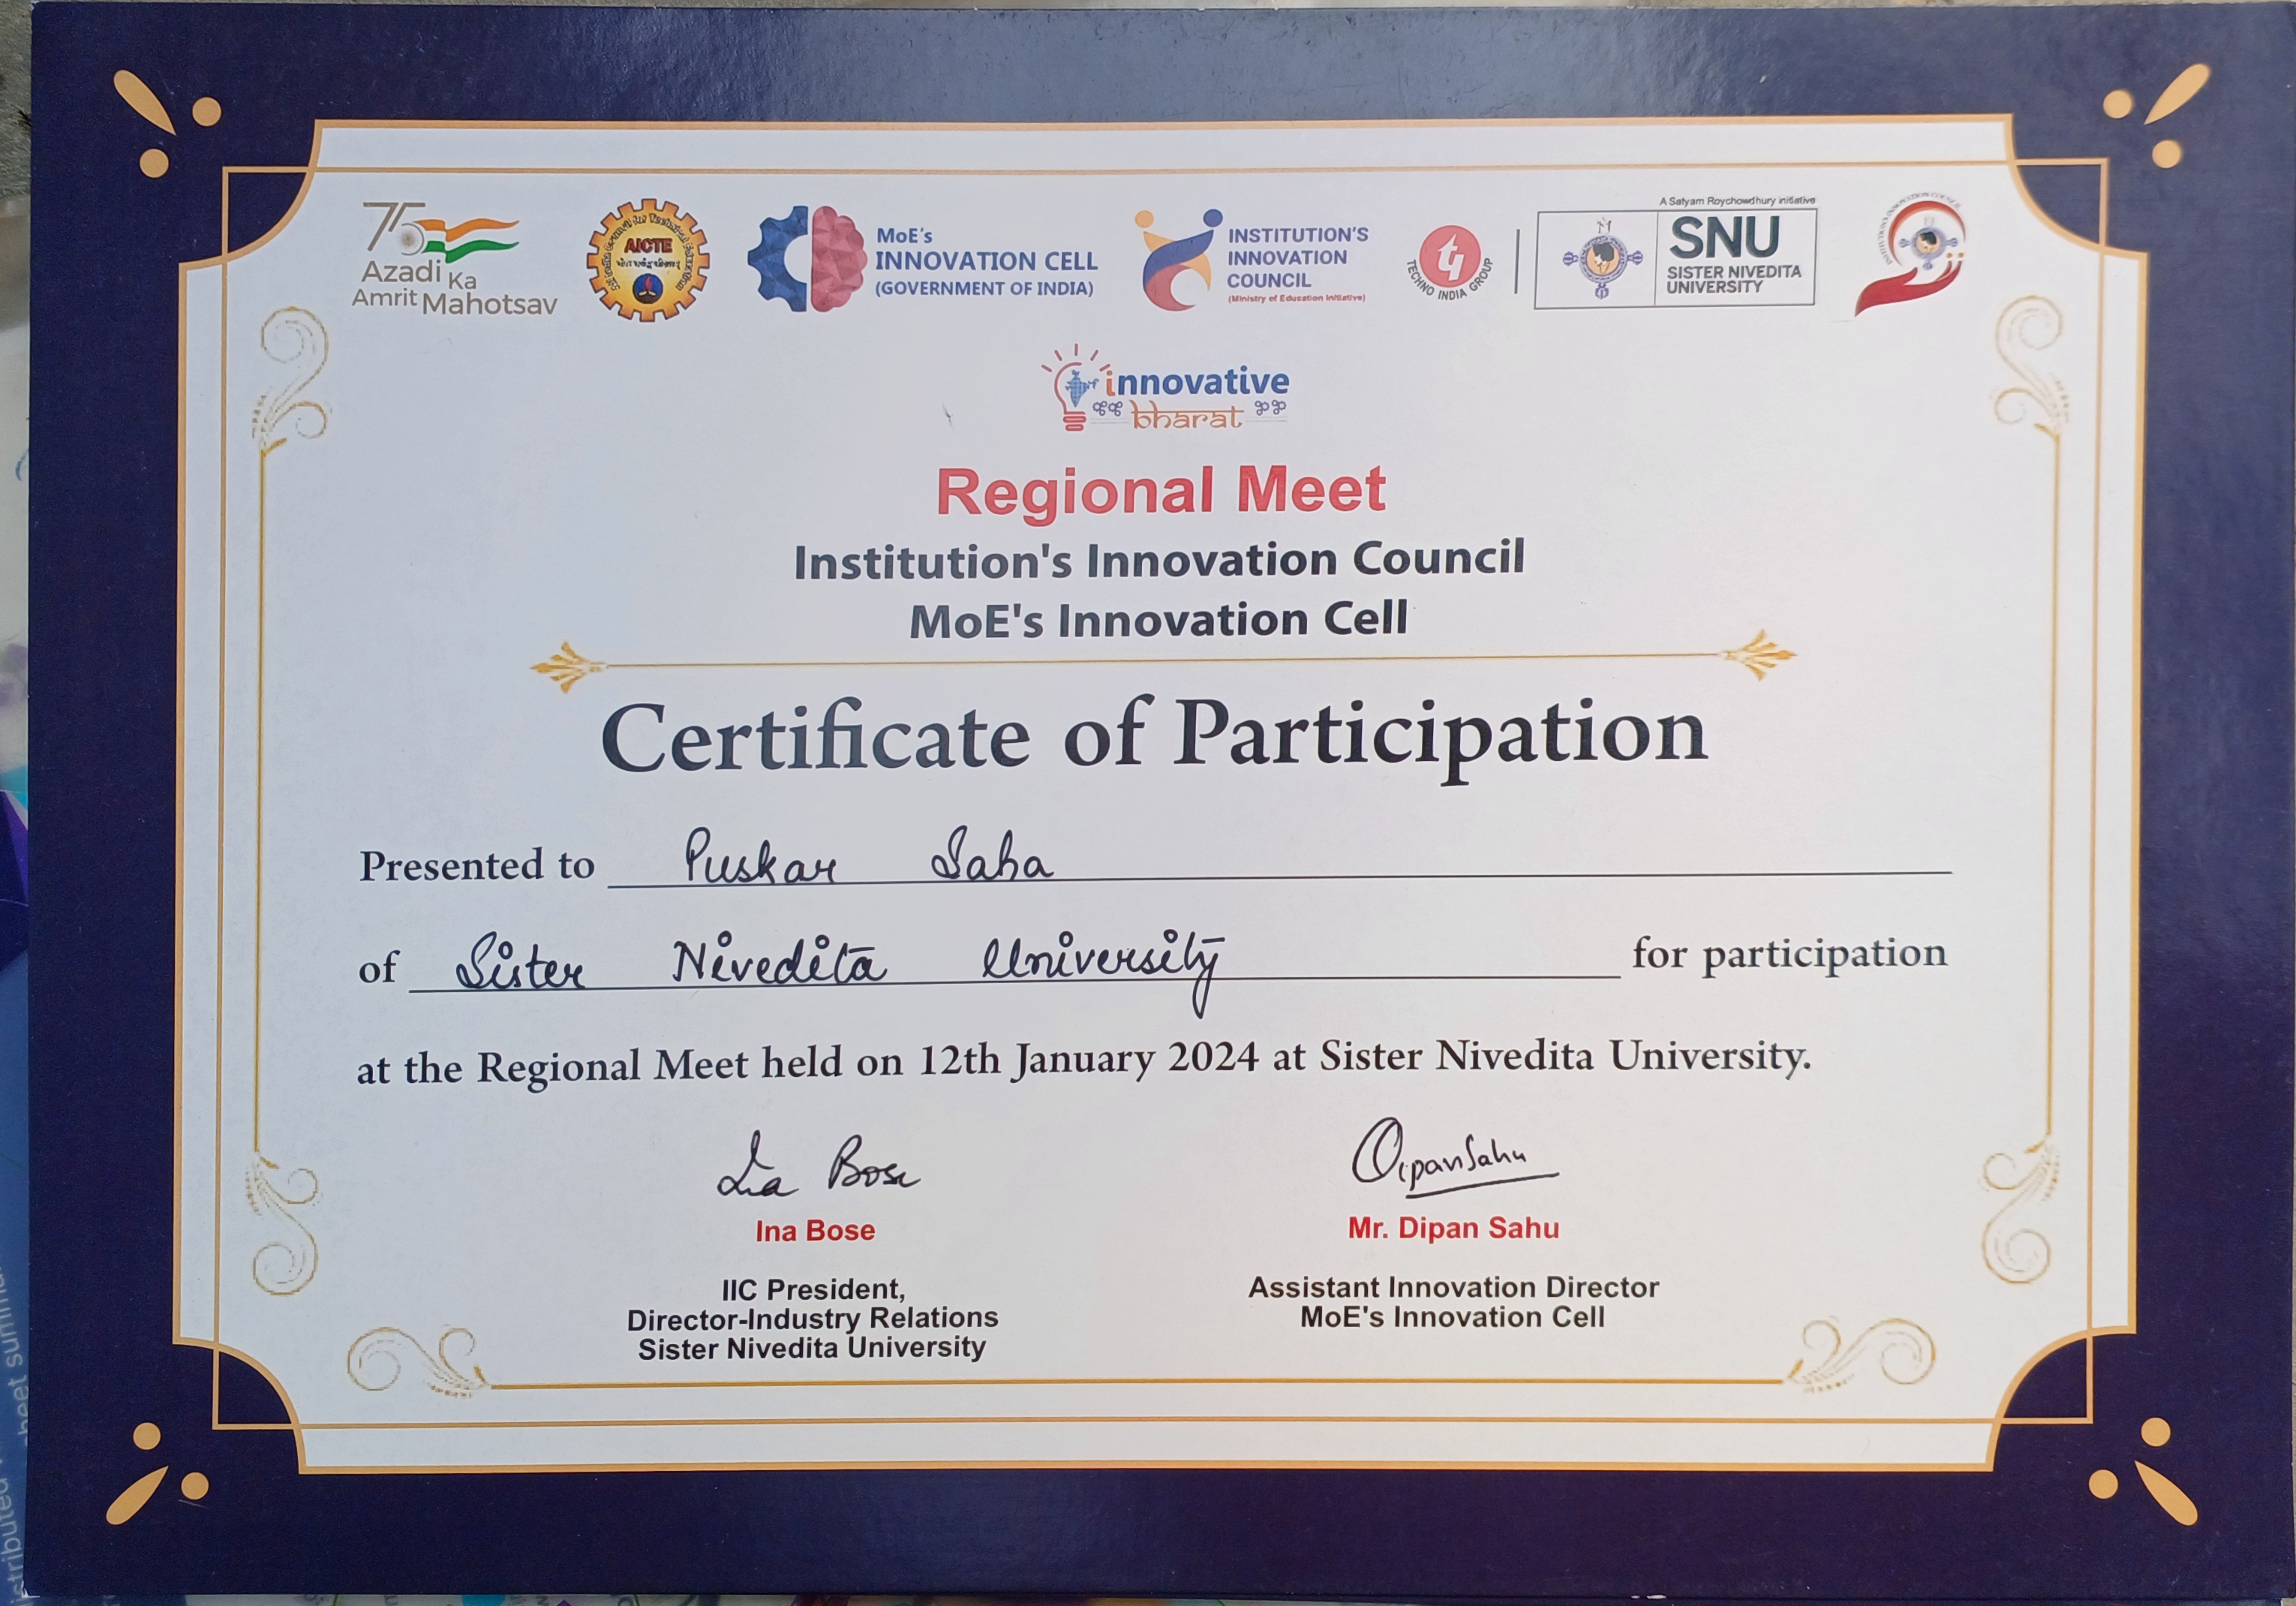 75
Azadi Ka
Amrit Mahotsav
AICTE
MoE's
INNOVATION CELL
(GOVERNMENT OF INDIA)
INSTITUTION'S
INNOVATION
COUNCIL
(Ministry of Education Initiative)
TECHNO INDIA GROUP
A Satyam Roychowdhury initiative
SNU
SISTER NIVEDITA
UNIVERSITY
innovative
bharat
Regional Meet
Institution's Innovation Council
MoE's Innovation Cell
Certificate of Participation
Presented to Puskar Saha
of Sister Nivedita University for participation
at the Regional Meet held on 12th January 2024 at Sister Nivedita University.
Ina Bose
DipanSahu
Ina Bose
Mr. Dipan Sahu
IIC President,
Director-Industry Relations
Sister Nivedita University
Assistant Innovation Director
MoE's Innovation Cell